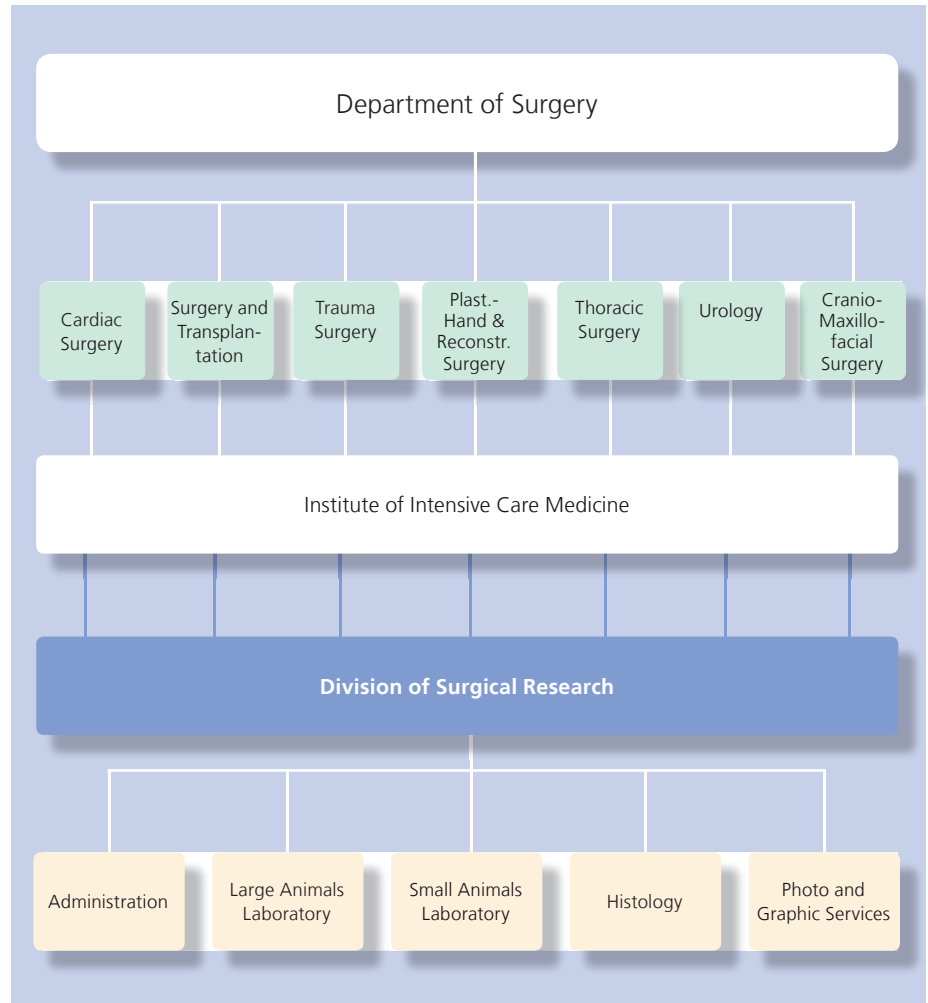 Department of Surgery
Cardiac
Surgery
Surgery and
Transplan-
tation
Trauma
Surgery
Plast.-
Hand &
Reconstr.
Surgery
Thoracic
Surgery
Urology
Cranio-
Maxillo-
facial
Surgery
Institute of Intensive Care Medicine
Division of Surgical Research
Administration
Large Animals
Laboratory
Small Animals
Laboratory
Histology
Photo and
Graphic Services